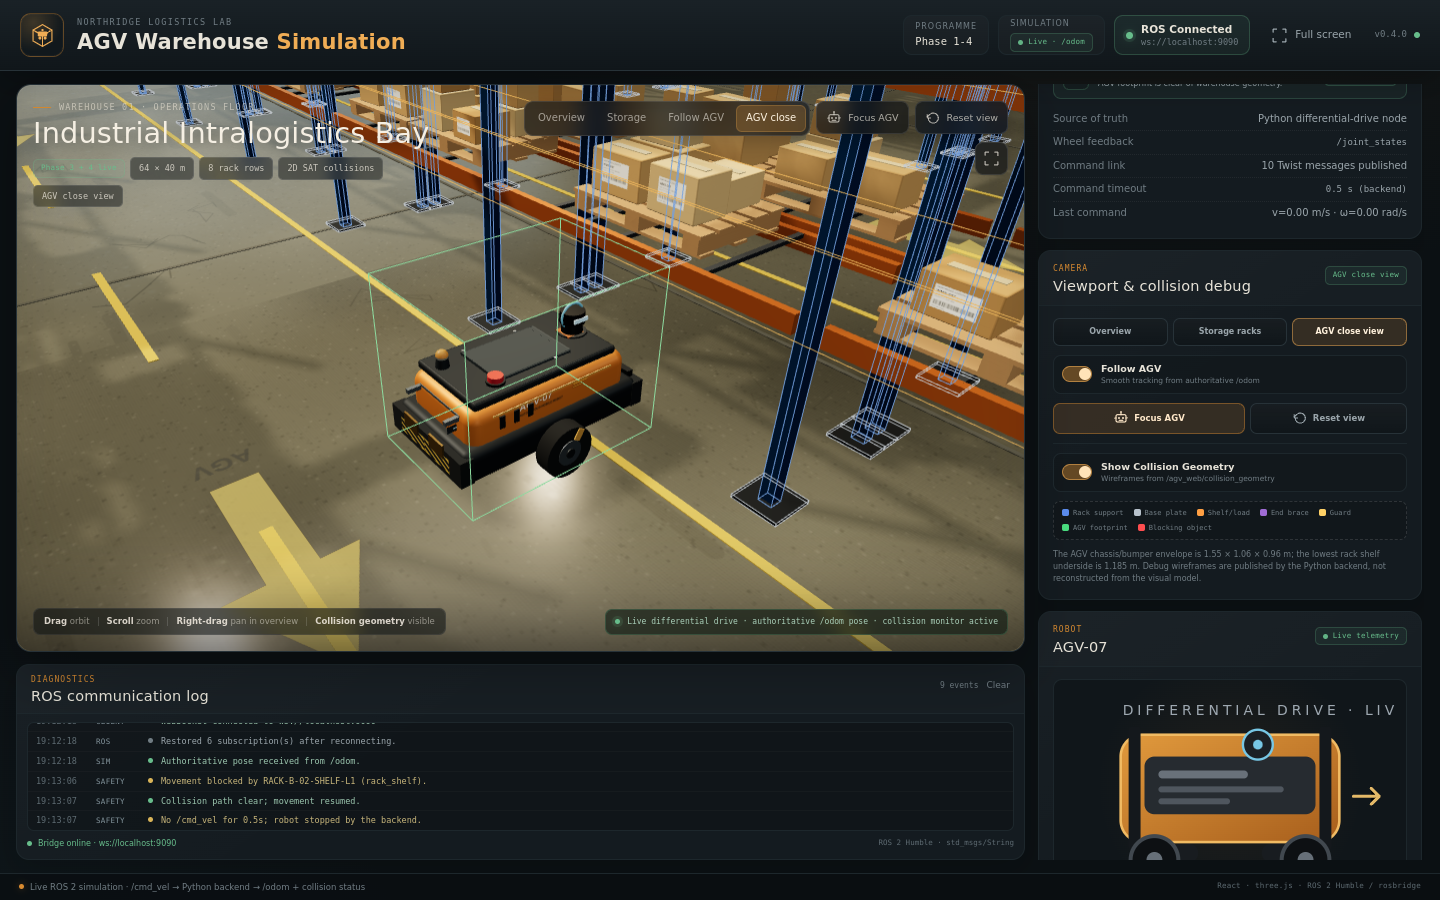 NORTHRIDGE LOGISTICS LAB
AGV Warehouse Simulation
PROGRAMME
Phase 1-4
SIMULATION
Live · /odom
ROS Connected
ws://localhost:9090
Full screen
v0.4.0
WAREHOUSE 01 · OPERATIONS FLOOR
Industrial Intralogistics Bay
64 × 40 m
8 rack rows
2D SAT collisions
AGV close view
Overview
Storage
Follow AGV
AGV close
Focus AGV
Reset view
AGV-07
AGV
Drag orbit | Scroll zoom | Right-drag pan in overview | Collision geometry visible
Live differential drive · authoritative /odom pose · collision monitor active
DIAGNOSTICS
ROS communication log
9 events
Clear
19:12:18 ROS Restored 6 subscription(s) after reconnecting.
19:12:18 SIM Authoritative pose received from /odom.
19:13:06 SAFETY Movement blocked by RACK-B-02-SHELF-L1 (rack_shelf).
19:13:07 SAFETY Collision path clear; movement resumed.
19:13:07 SAFETY No /cmd_vel for 0.5s; robot stopped by the backend.
Bridge online · ws://localhost:9090
ROS 2 Humble · std_msgs/String
AGV footprint is clear of warehouse geometry.
Source of truth Python differential-drive node
Wheel feedback /joint_states
Command link 10 Twist messages published
Command timeout 0.5 s (backend)
Last command v=0.00 m/s · ω=0.00 rad/s
CAMERA
Viewport & collision debug
AGV close view
Overview
Storage racks
AGV close view
Follow AGV
Smooth tracking from authoritative /odom
Focus AGV
Reset view
Show Collision Geometry
Wireframes from /agv_web/collision_geometry
Rack support
Base plate
Shelf/load
End brace
Guard
AGV footprint
Blocking object
The AGV chassis/bumper envelope is 1.55 × 1.06 × 0.96 m; the lowest rack shelf
underside is 1.185 m. Debug wireframes are published by the Python backend, not
reconstructed from the visual model.
ROBOT
AGV-07
Live telemetry
DIFFERENTIAL DRIVE · LIV
Live ROS 2 simulation · /cmd_vel → Python backend → /odom + collision status
React · three.js · ROS 2 Humble / rosbridge